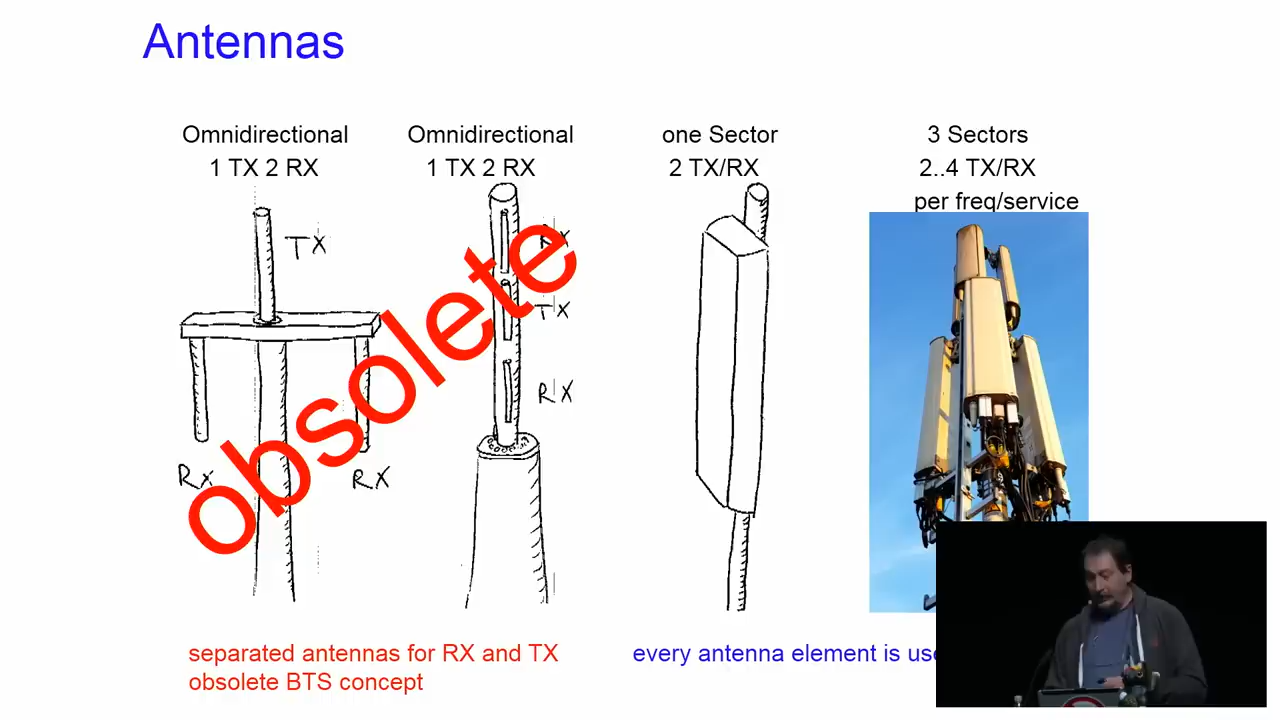 Antennas
Omnidirectional
1 TX 2 RX
Omnidirectional
1 TX 2 RX
one Sector
2 TX/RX
3 Sectors
2..4 TX/RX
per freq/service
TX
RX
RX
RX
TX
RX
obsolete
separated antennas for RX and TX
obsolete BTS concept
every antenna element is